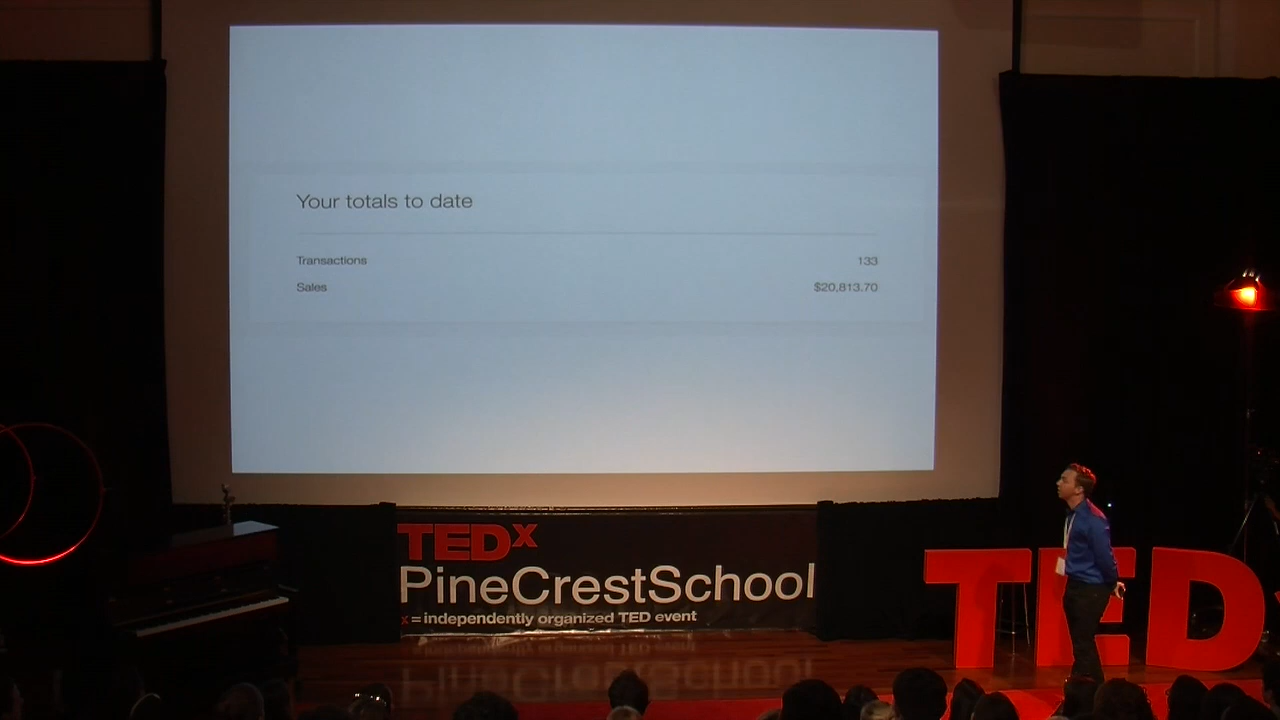 Your totals to date
Transactions 133
Sales $20,813.70
TEDx
PineCrestSchool
x = independently organized TED event
TED